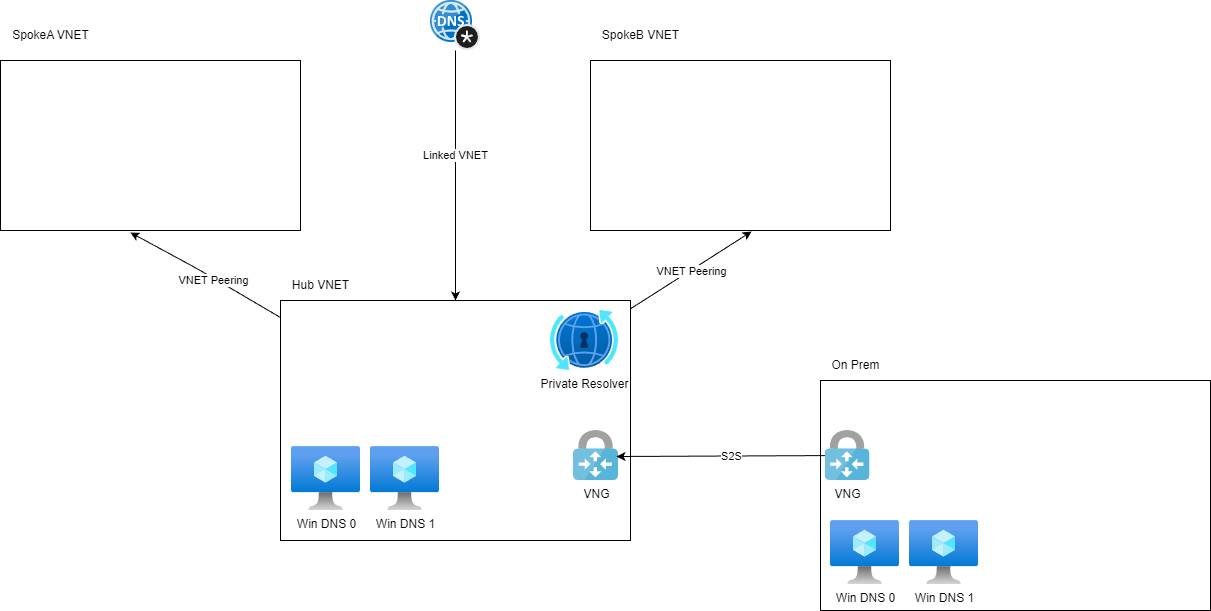 SpokeA VNET
DNS
*
SpokeB VNET
Linked VNET
VNET Peering
VNET Peering
Hub VNET
Private Resolver
On Prem
S2S
VNG
VNG
Win DNS 0
Win DNS 1
Win DNS 0
Win DNS 1